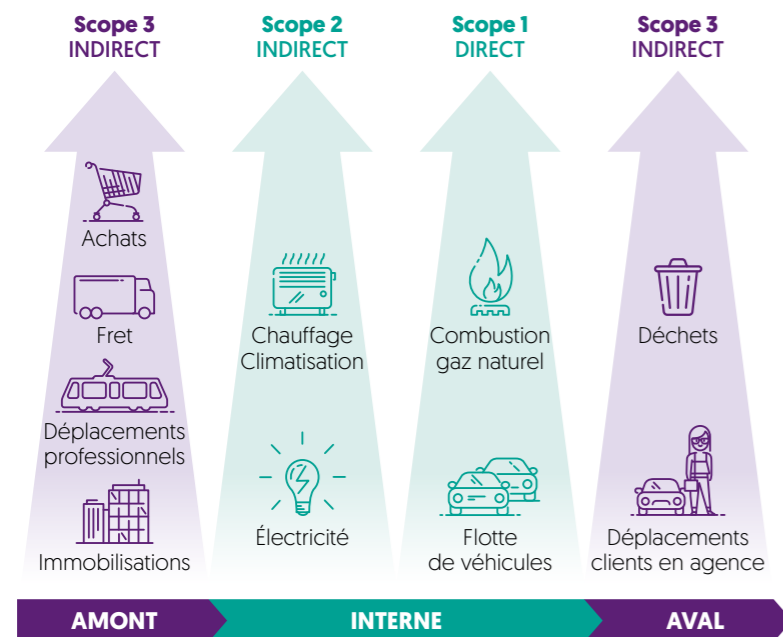 Scope 3
INDIRECT
Scope 2
INDIRECT
Scope 1
DIRECT
Scope 3
INDIRECT
Achats
Fret
Déplacements
professionnels
Immobilisations
Chauffage
Climatisation
Électricité
Combustion
gaz naturel
Flotte
de véhicules
Déchets
Déplacements
clients en agence
AMONT
INTERNE
AVAL